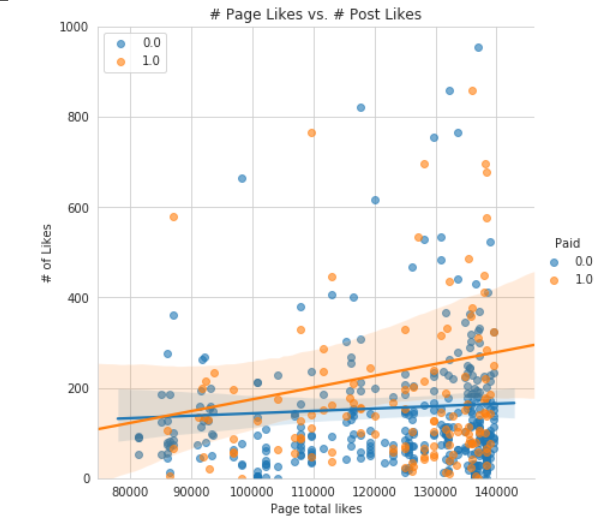 # Page Likes vs. # Post Likes
1000
800
600
400
200
0
# of Likes
0.0
1.0
Paid
0.0
1.0
80000 90000 100000 110000 120000 130000 140000
Page total likes